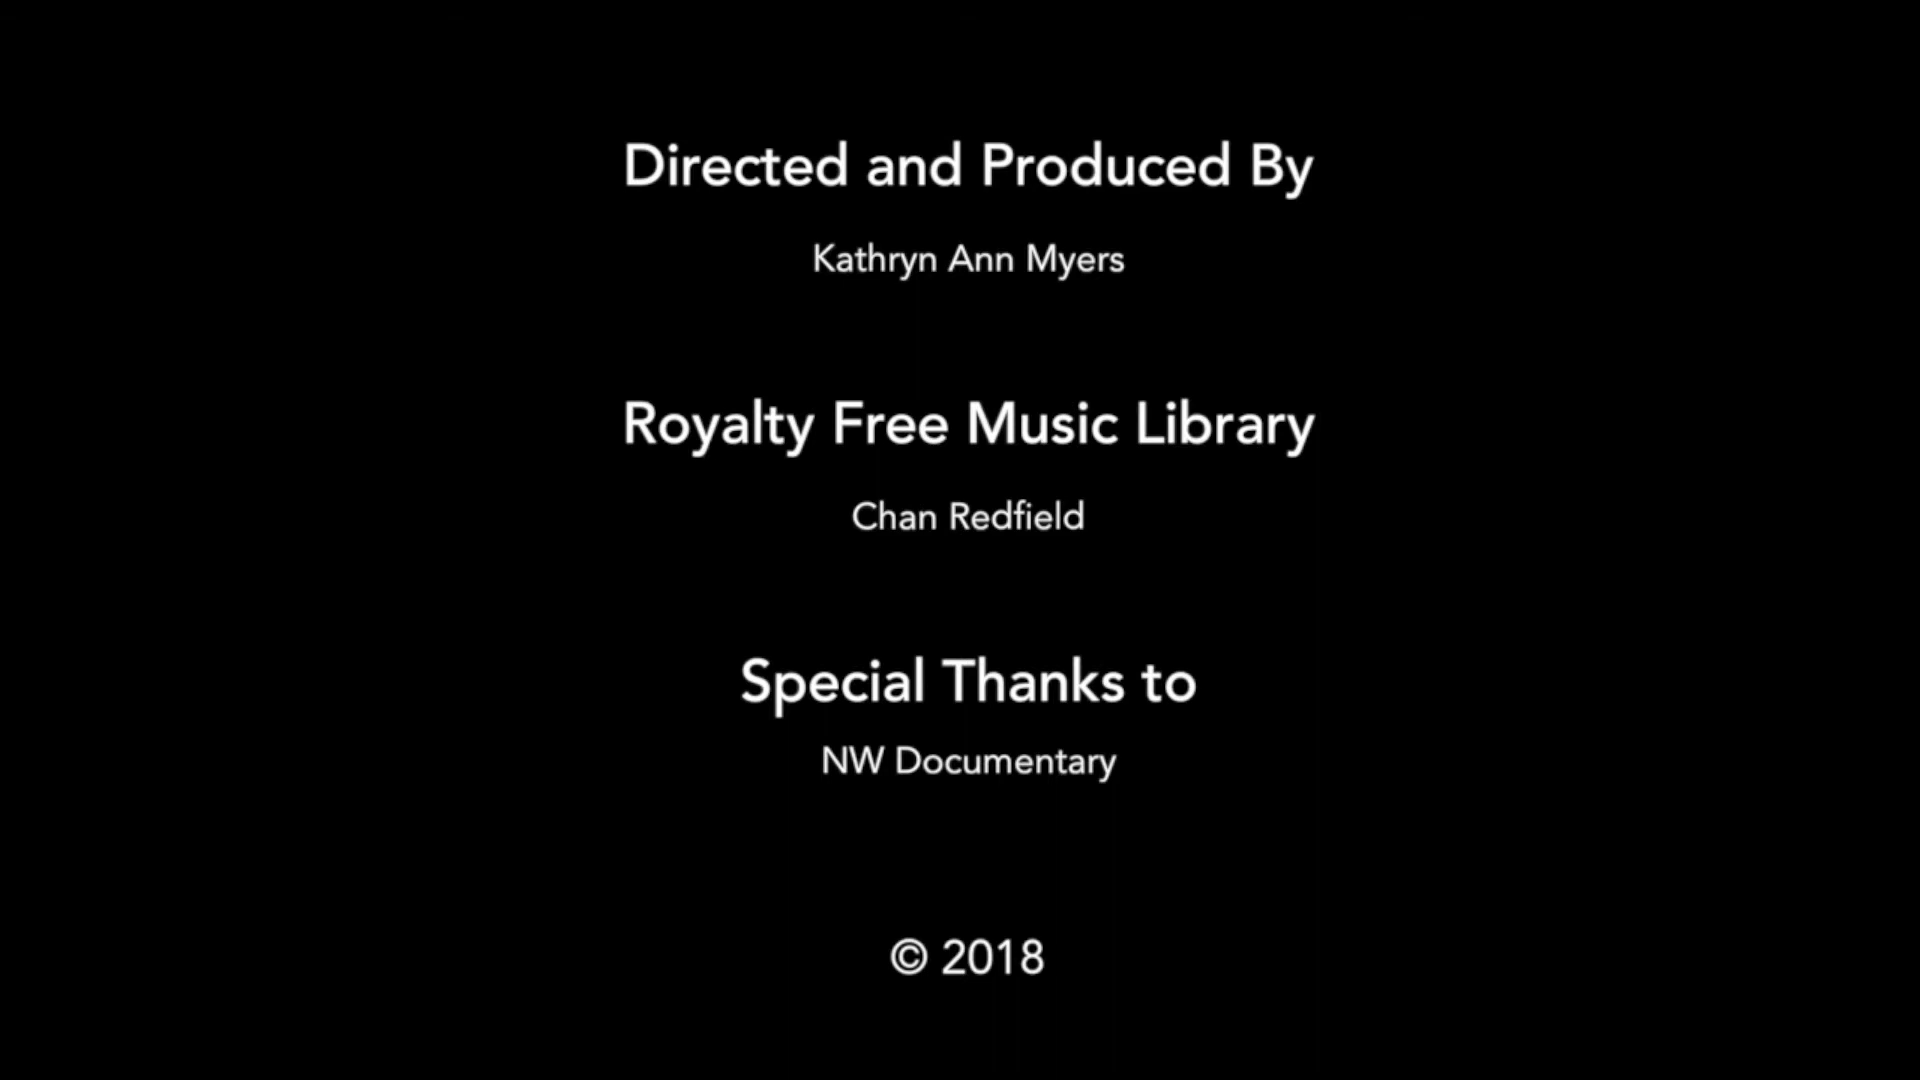 Directed and Produced By
Kathryn Ann Myers
Royalty Free Music Library
Chan Redfield
Special Thanks to
NW Documentary
© 2018